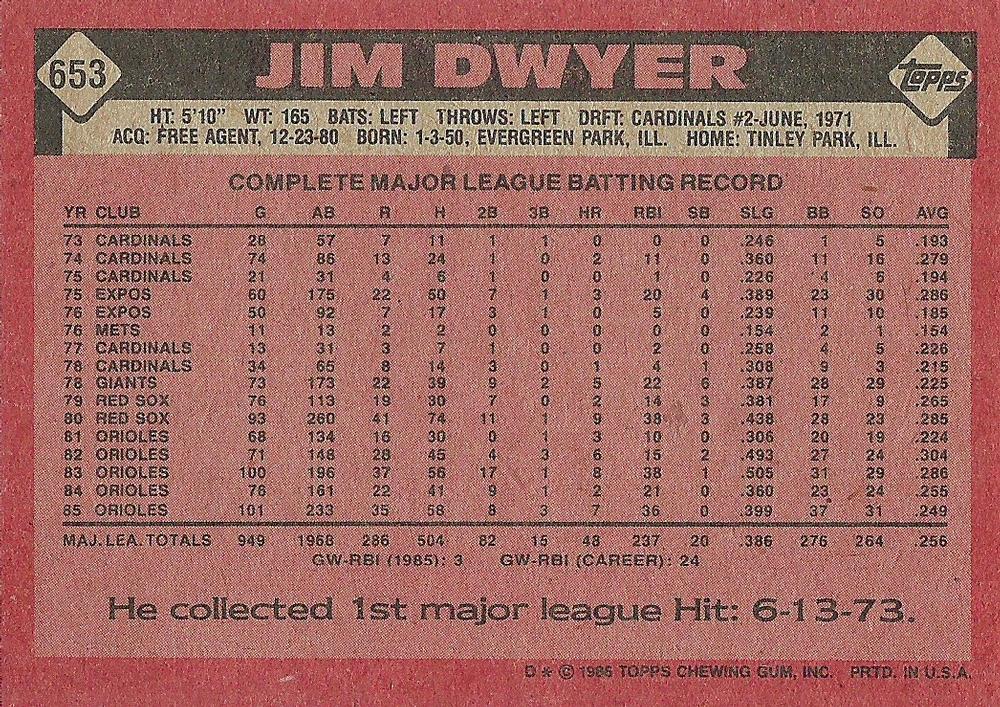 653 JIM DWYER TOPPS
HT: 5'10" WT: 165 BATS: LEFT THROWS: LEFT DRFT: CARDINALS #2-JUNE, 1971
ACQ: FREE AGENT, 12-23-80 BORN: 1-3-50, EVERGREEN PARK, ILL. HOME: TINLEY PARK, ILL.
COMPLETE MAJOR LEAGUE BATTING RECORD
YR CLUB G AB R H 2B 3B HR RBI SB SLG BB SO AVG
73 CARDINALS 28 57 7 11 1 1 0 0 0 .246 1 5 .193
74 CARDINALS 74 86 13 24 1 0 2 11 0 .360 11 16 .279
75 CARDINALS 21 31 4 6 1 0 0 1 0 .226 4 6 .194
75 EXPOS 60 175 22 50 7 1 3 20 4 .389 23 30 .286
76 EXPOS 50 92 7 17 3 1 0 5 0 .239 11 10 .185
76 METS 11 13 2 2 0 0 0 0 0 .154 2 1 .154
77 CARDINALS 13 31 3 7 1 0 0 2 0 .258 4 5 .226
78 CARDINALS 34 65 8 14 3 0 1 4 1 .308 9 3 .215
78 GIANTS 73 173 22 39 9 2 5 22 6 .387 28 29 .225
79 RED SOX 76 113 19 30 7 0 2 14 3 .381 17 9 .265
80 RED SOX 93 260 41 74 11 1 9 38 3 .438 28 23 .285
81 ORIOLES 68 134 16 30 0 1 3 10 0 .306 20 19 .224
82 ORIOLES 71 148 28 45 4 3 6 15 2 .493 27 24 .304
83 ORIOLES 100 196 37 56 17 1 8 38 1 .505 31 29 .286
84 ORIOLES 76 161 22 41 9 1 2 21 0 .360 23 24 .255
85 ORIOLES 101 233 35 58 8 3 7 36 0 .399 37 31 .249
MAJ. LEA. TOTALS 949 1968 286 504 82 15 48 237 20 .386 276 264 .256
GW-RBI (1985): 3 GW-RBI (CAREER): 24
He collected 1st major league Hit: 6-13-73.
D * © 1986 TOPPS CHEWING GUM, INC. PRTD. IN U.S.A.